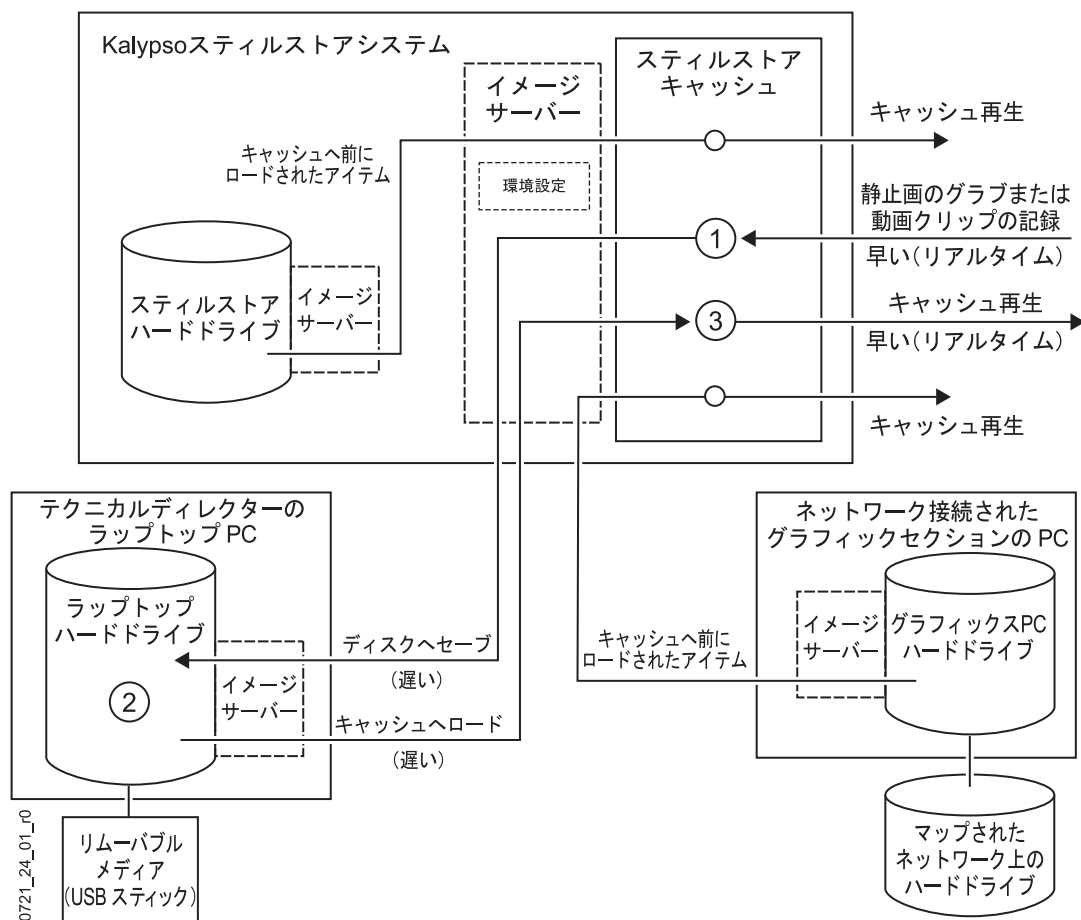 Kalypsoスティルストアシステム
イメージ
サーバー
環境設定
スティルストア
キャッシュ
キャッシュ再生
キャッシュへ前に
ロードされたアイテム
静止画のグラブまたは
動画クリップの記録
早い(リアルタイム)
1
スティルストア
ハードドライブ
イメージ
サーバー
3
キャッシュ再生
早い(リアルタイム)
キャッシュ再生
テクニカルディレクターの
ラップトップ PC
ラップトップ
ハードドライブ
2
イメージ
サーバー
ディスクへセーブ
(遅い)
キャッシュへロード
(遅い)
リムーバブル
メディア
(USB スティック)
ネットワーク接続された
グラフィックセクションの PC
キャッシュへ前に
ロードされたアイテム
イメージ
サーバー
グラフィックスPC
ハードドライブ
マップされた
ネットワーク上の
ハードドライブ
0721_24_01_r0